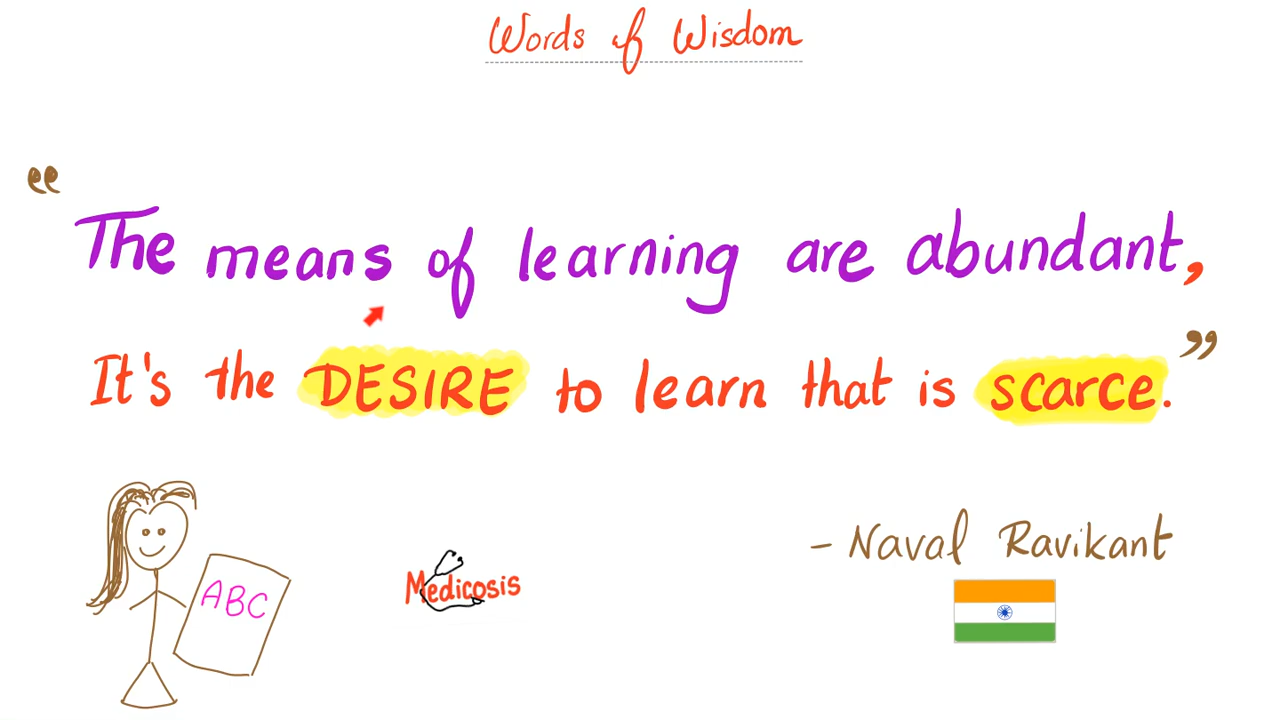 Words of Wisdom
“The means of learning are abundant,
It's the DESIRE to learn that is scarce.”
- Naval Ravikant
ABC
Medicosis